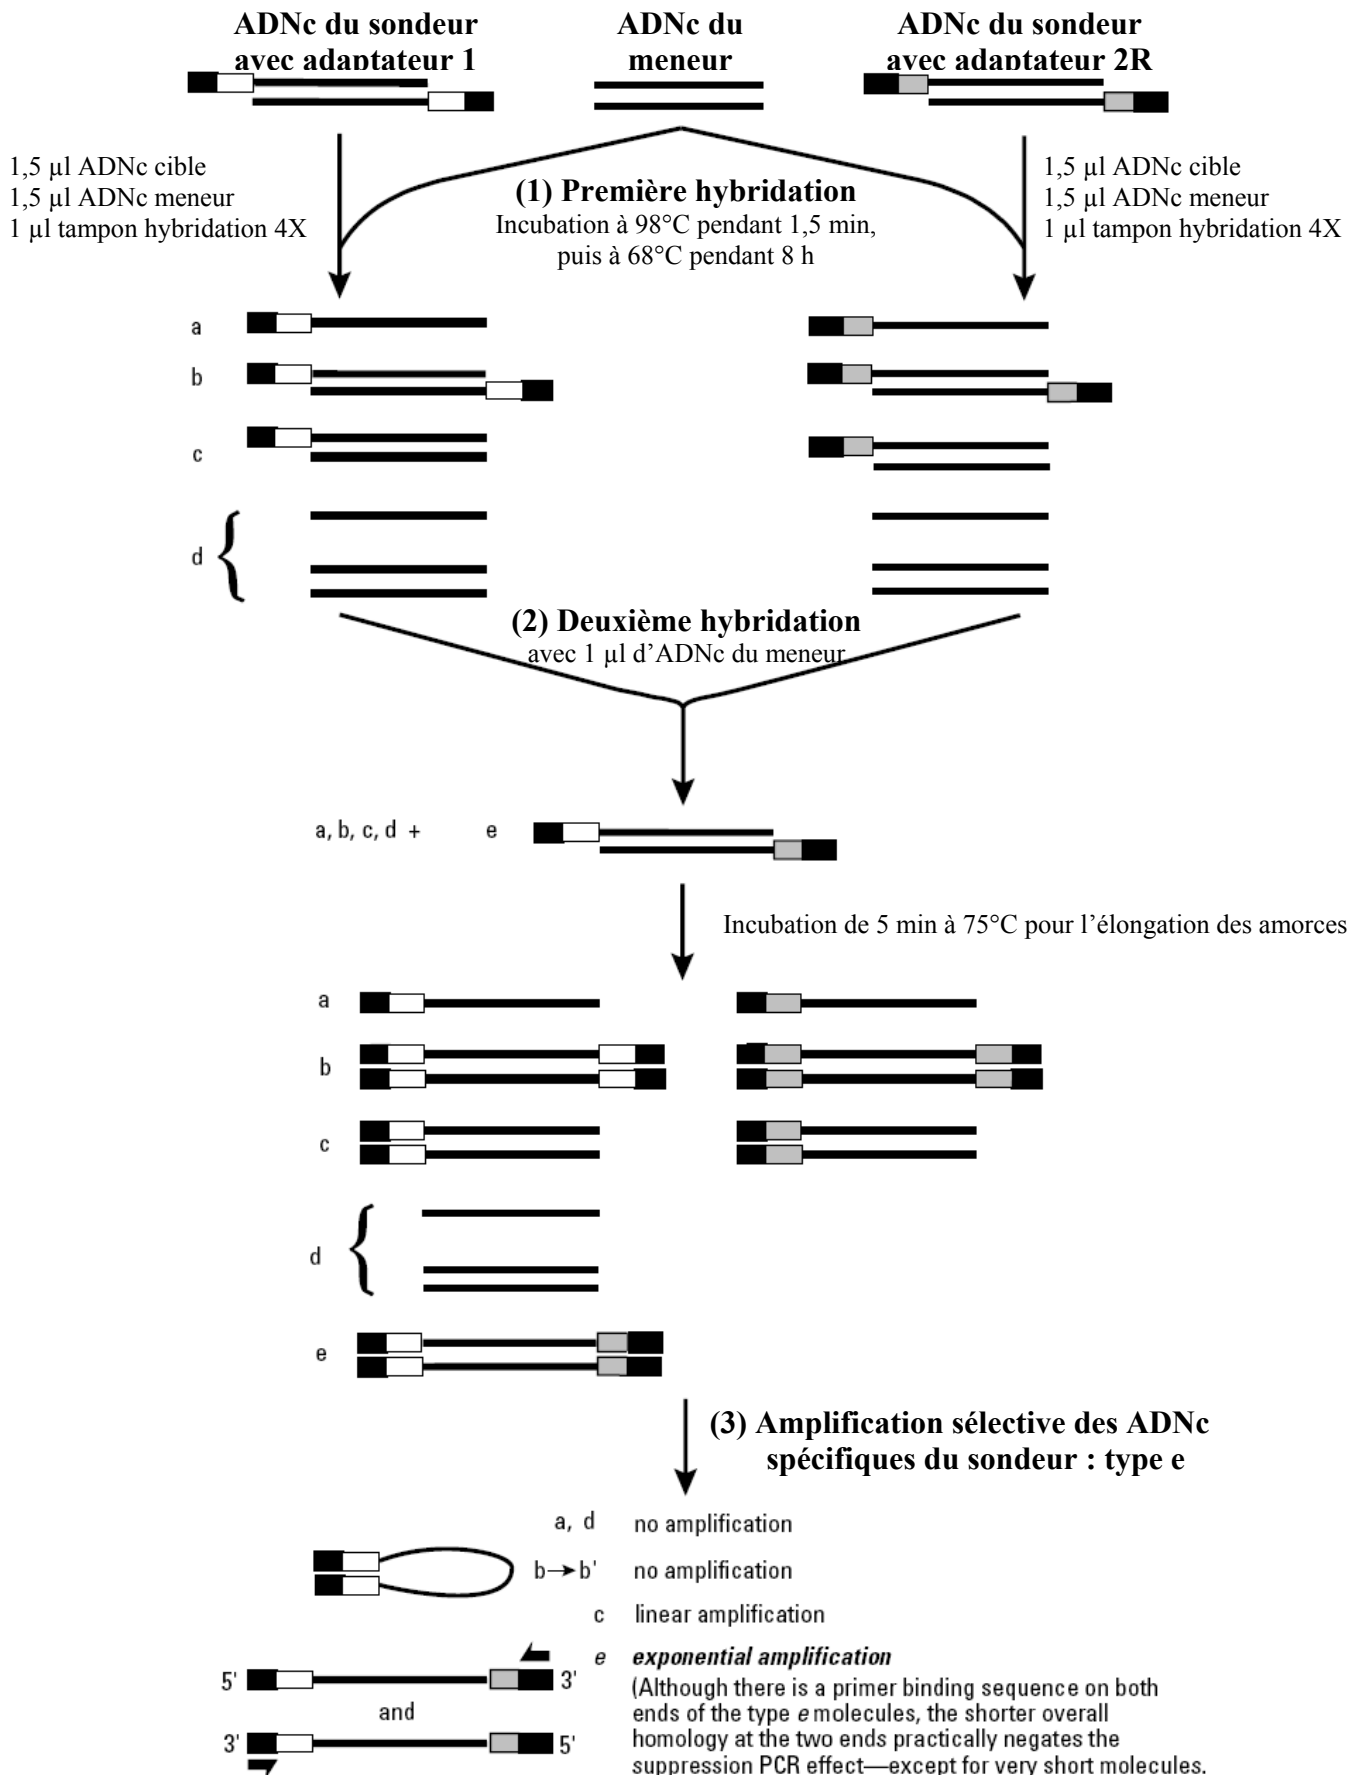 ADNc du sondeur
avec adaptateur 1
ADNc du
meneur
ADNc du sondeur
avec adaptateur 2R
1,5 µl ADNc cible
1,5 µl ADNc meneur
1 µl tampon hybridation 4X
(1) Première hybridation
Incubation à 98°C pendant 1,5 min,
puis à 68°C pendant 8 h
1,5 µl ADNc cible
1,5 µl ADNc meneur
1 µl tampon hybridation 4X
a
b
c
d
(2) Deuxième hybridation
avec 1 µl d'ADNc du meneur
a, b, c, d + e
Incubation de 5 min à 75°C pour l'élongation des amorces
a
b
c
d
e
(3) Amplification sélective des ADNc
spécifiques du sondeur : type e
a, d no amplification
b→b' no amplification
c linear amplification
e exponential amplification
5' 3'
(Although there is a primer binding sequence on both
ends of the type e molecules, the shorter overall
and
homology at the two ends practically negates the
3' 5'
suppression PCR effect—except for very short molecules.